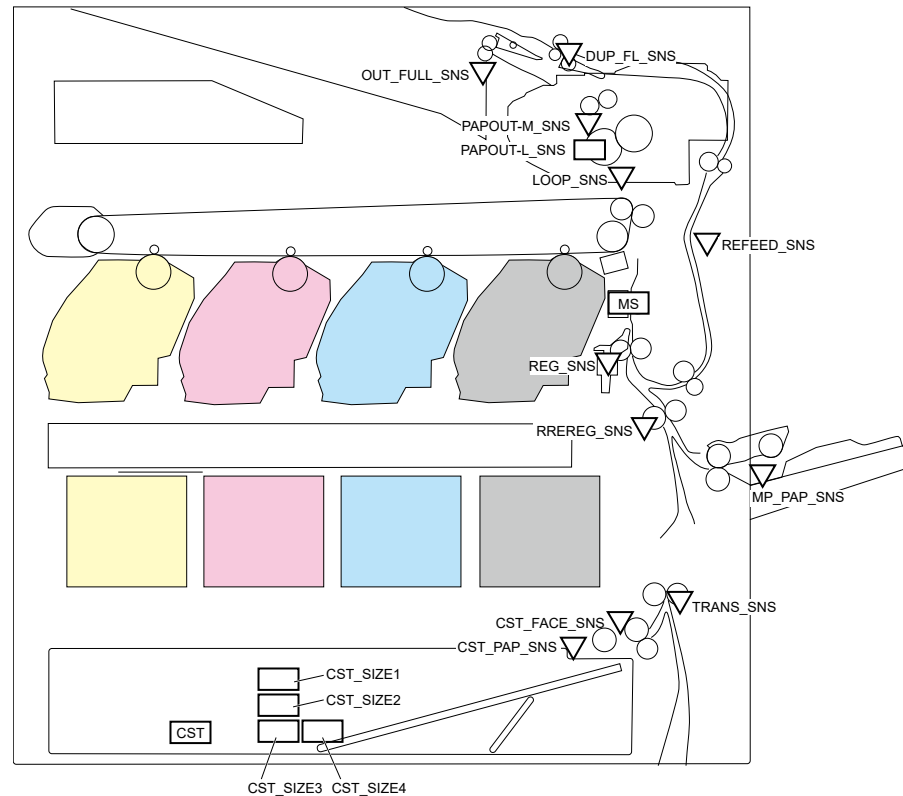 DUP_FL_SNS
OUT_FULL_SNS
PAPOUT-M_SNS
PAPOUT-L_SNS
LOOP_SNS
REFEED_SNS
MS
REG_SNS
RREREG_SNS
MP_PAP_SNS
TRANS_SNS
CST_FACE_SNS
CST_PAP_SNS
CST_SIZE1
CST_SIZE2
CST
CST_SIZE3 CST_SIZE4